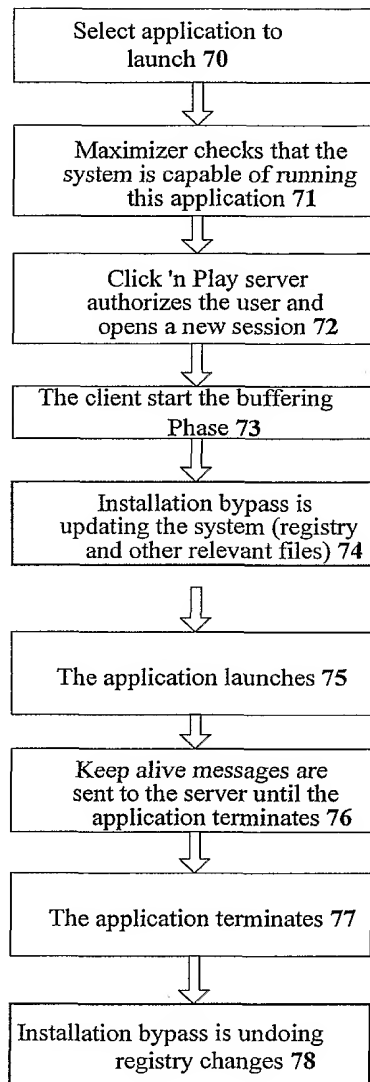 Select application to
launch 70
Maximizer checks that the
system is capable of running
this application 71
Click 'n Play server
authorizes the user and
opens a new session 72
The client start the buffering
Phase 73
Installation bypass is
updating the system (registry
and other relevant files) 74
The application launches 75
Keep alive messages are
sent to the server until the
application terminates 76
The application terminates 77
Installation bypass is undoing
registry changes 78